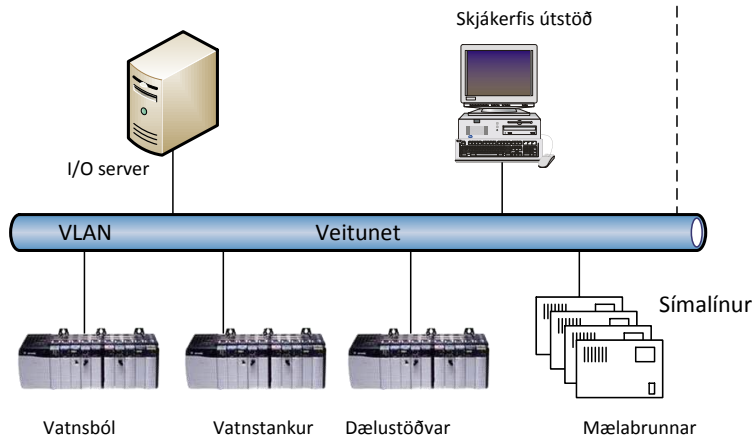 Skjákerfis útstöð
I/O server
VLAN
Veitunet
Símalínur
Vatnsból
Vatnstankur
Dælustöðvar
Mælabrunnar